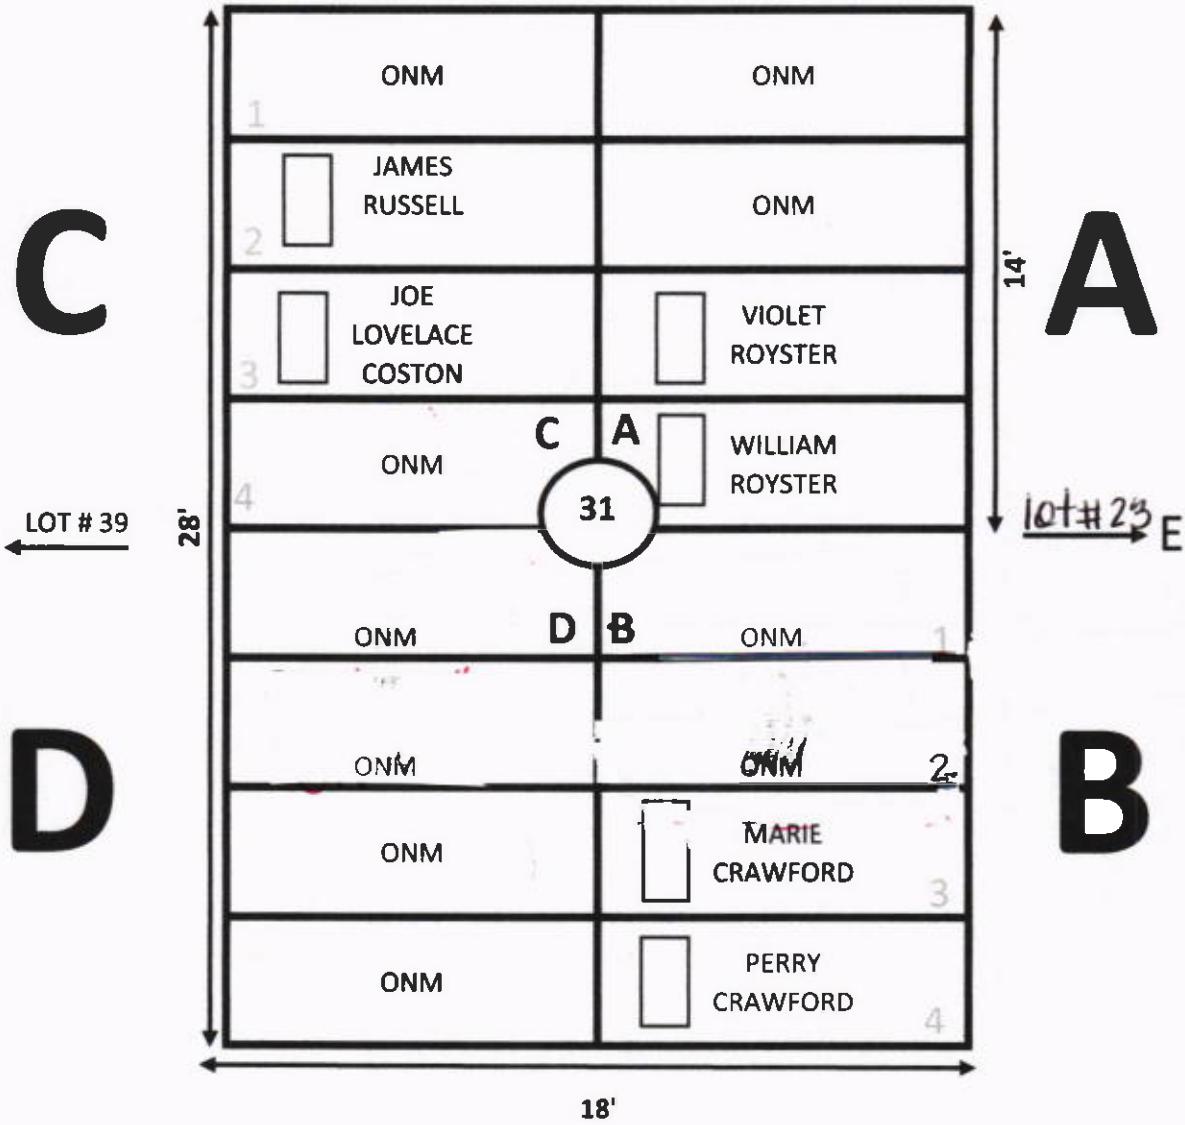 ONM
ONM
1
JAMES
RUSSELL
ONM
2
C
A
14'
JOE
LOVELACE
COSTON
VIOLET
ROYSTER
3
C
A
ONM
WILLIAM
ROYSTER
4
31
LOT # 39
28'
lot# 23
E
D
B
ONM
ONM
1
ONM
ONM
2
D
B
ONM
MARIE
CRAWFORD
3
ONM
PERRY
CRAWFORD
4
18'